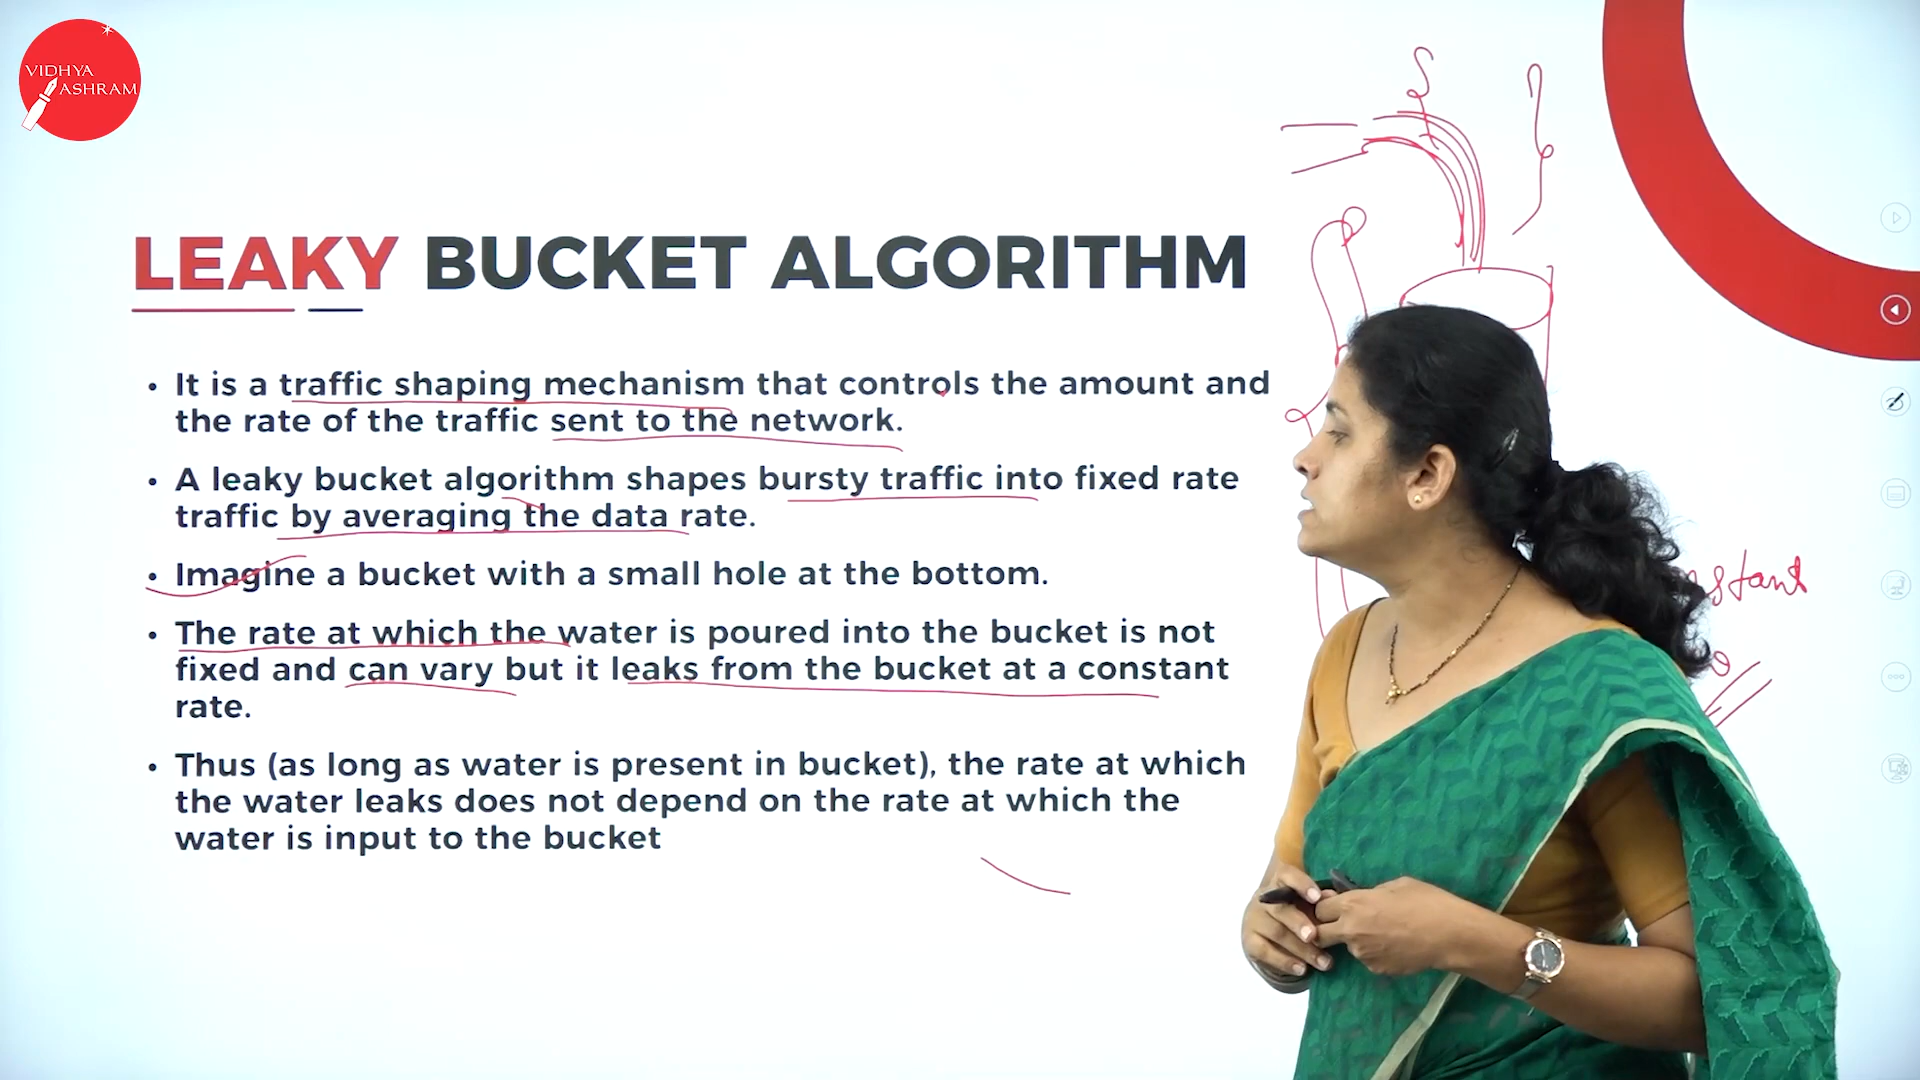 VIDHYA
ASHRAM
LEAKY BUCKET ALGORITHM
• It is a traffic shaping mechanism that controls the amount and
the rate of the traffic sent to the network.
• A leaky bucket algorithm shapes bursty traffic into fixed rate
traffic by averaging the data rate.
• Imagine a bucket with a small hole at the bottom.
• The rate at which the water is poured into the bucket is not
fixed and can vary but it leaks from the bucket at a constant
rate.
• Thus (as long as water is present in bucket), the rate at which
the water leaks does not depend on the rate at which the
water is input to the bucket